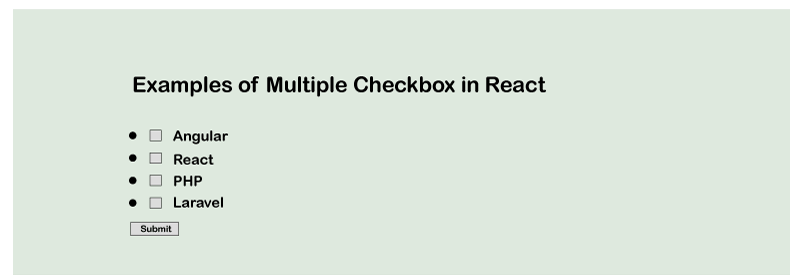 Examples of Multiple Checkbox in React
Angular
React
PHP
Laravel
Submit